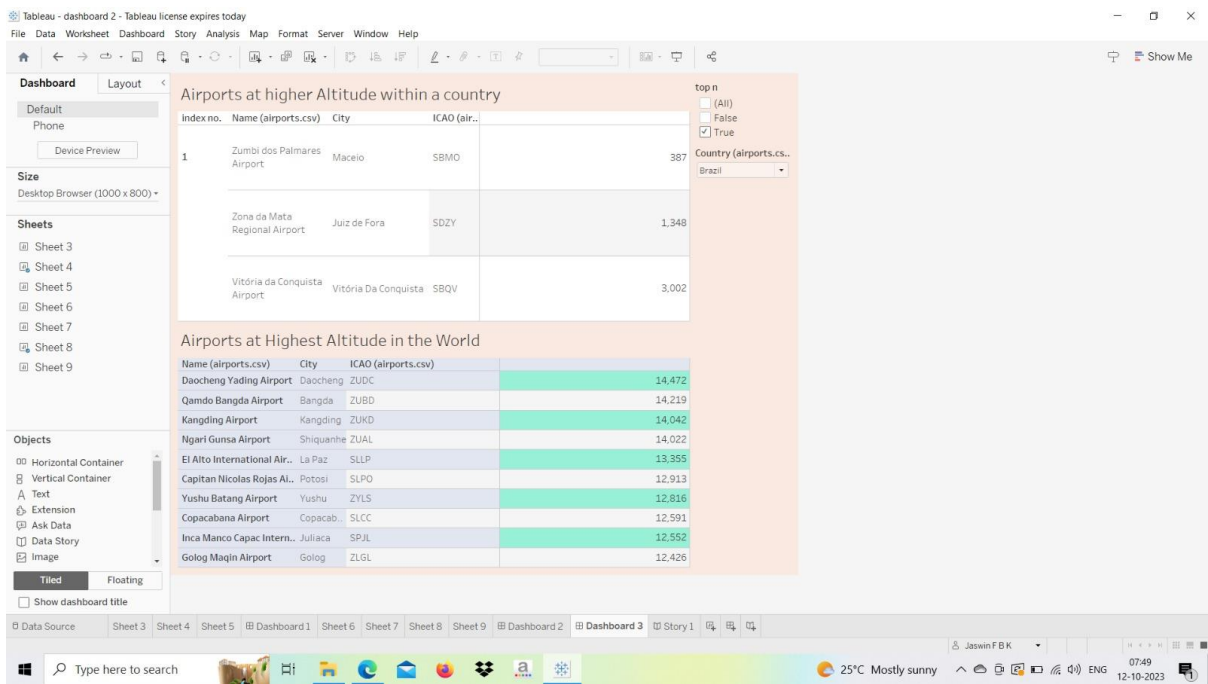 Tableau - dashboard 2 - Tableau license expires today
File Data Worksheet Dashboard Story Analysis Map Format Server Window Help
Show Me
Dashboard Layout
Default
Phone
Device Preview
Size
Desktop Browser (1000 x 800)
Sheets
Sheet 3
Sheet 4
Sheet 5
Sheet 6
Sheet 7
Sheet 8
Sheet 9
Objects
Horizontal Container
Vertical Container
Text
Extension
Ask Data
Data Story
Image
Tiled Floating
Show dashboard title
Airports at higher Altitude within a country
index no. Name (airports.csv) City ICAO (air..
1 Zumbi dos Palmares Airport Maceio SBMO 387
Zona da Mata Regional Airport Juiz de Fora SDZY 1,348
Vitória da Conquista Airport Vitória Da Conquista SBQV 3,002
top n
(All)
False
True
Country (airports.cs..
Brazil
Airports at Highest Altitude in the World
Name (airports.csv) City ICAO (airports.csv)
Daocheng Yading Airport Daocheng ZUDC 14,472
Qamdo Bangda Airport Bangda ZUBD 14,219
Kangding Airport Kangding ZUKD 14,042
Ngari Gunsa Airport Shiquanhe ZUAL 14,022
El Alto International Air.. La Paz SLLP 13,355
Capitan Nicolas Rojas Ai.. Potosi SLPO 12,913
Yushu Batang Airport Yushu ZYLS 12,816
Copacabana Airport Copacab.. SLCC 12,591
Inca Manco Capac Intern.. Juliaca SPJL 12,552
Golog Maqin Airport Golog ZLGL 12,426
Data Source Sheet 3 Sheet 4 Sheet 5 Dashboard 1 Sheet 6 Sheet 7 Sheet 8 Sheet 9 Dashboard 2 Dashboard 3 Story 1
Jaswin F B K
Type here to search
a
25°C Mostly sunny ENG 07:49
12-10-2023